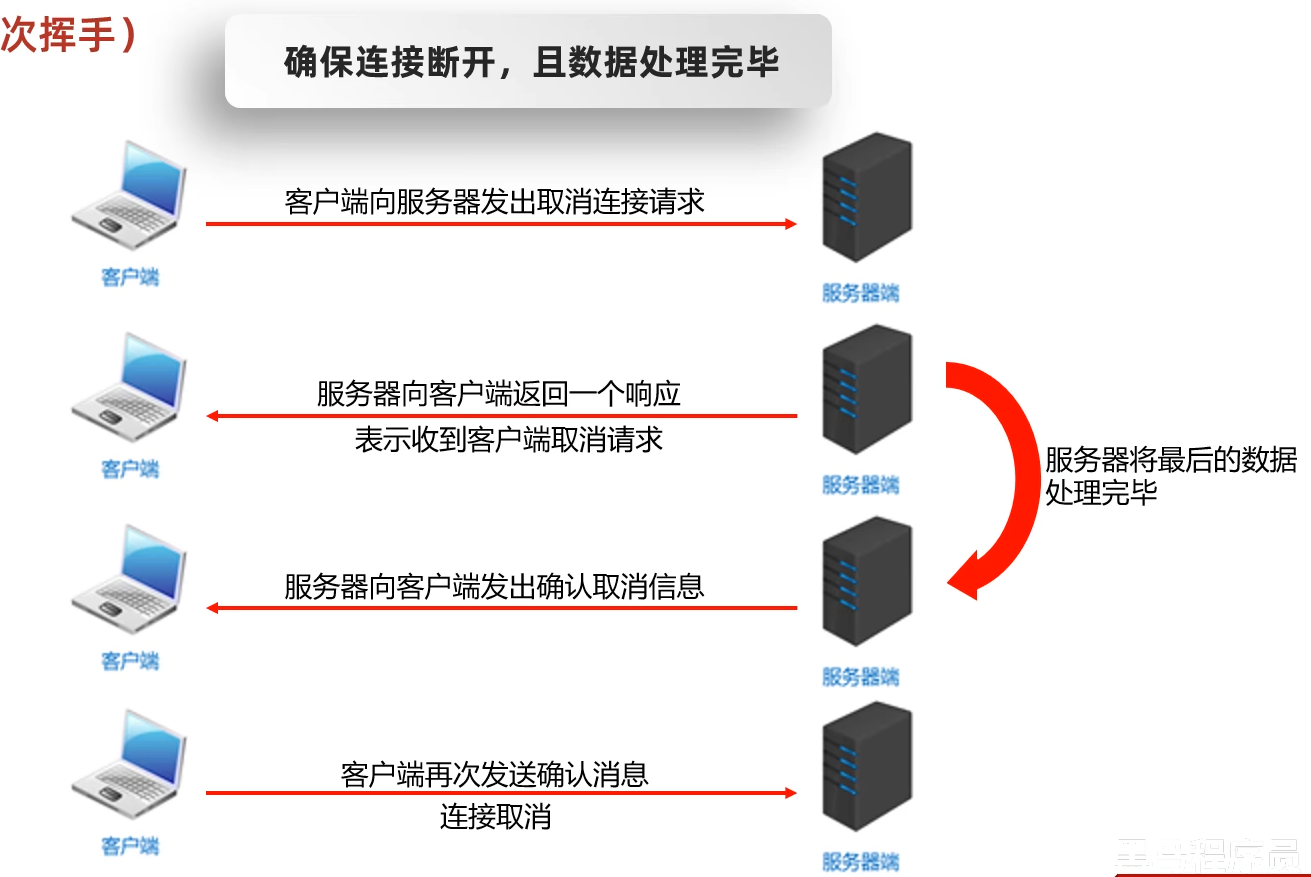 次挥手）
确保连接断开，且数据处理完毕
客户端向服务器发出取消连接请求
客户端
服务器端
服务器向客户端返回一个响应
表示收到客户端取消请求
客户端
服务器端
服务器将最后的数据
处理完毕
服务器向客户端发出确认取消信息
客户端
服务器端
客户端再次发送确认消息
连接取消
客户端
服务器端
黑马程序员